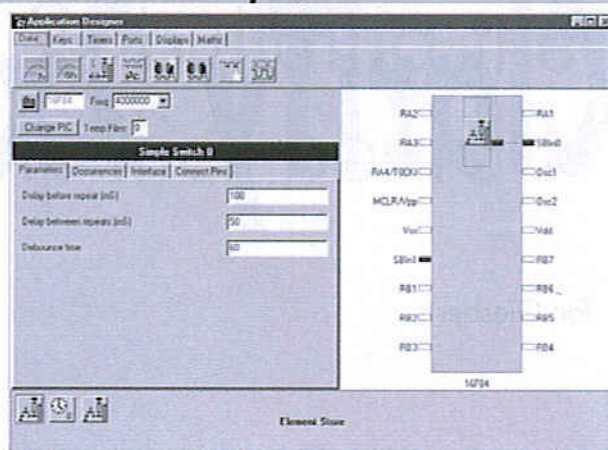 Application Designer
Data Keys Timers Ports Displays Maths
16F84 Freq 4000000
Change PIC Temp Files 0
Simple Switch 0
Parameters Occurrences Interface Connect Pins
Delay before repeat (mS) 100
Delay between repeats (mS) 50
Debounce time 60
RA2 RA1
RA3 SBIn0
RA4/T0CKI Osc1
MCLR/Vpp Osc2
Vss Vdd
SBIn1 RB7
RB1 RB6
RB2 RB5
RB3 RB4
16F84
Element Store